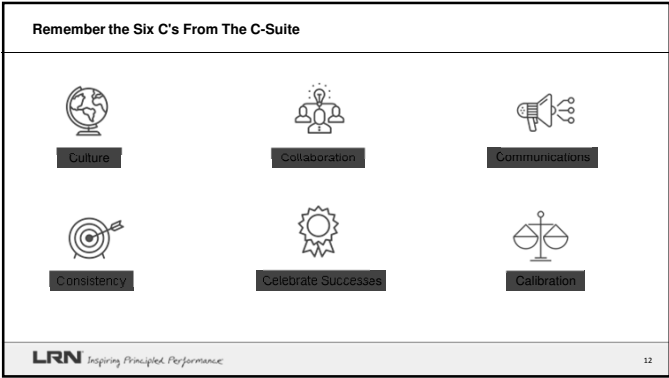 Remember the Six C's From The C-Suite
Culture
Collaboration
Communications
Consistency
Celebrate Successes
Calibration
LRN Inspiring Principled Performance
12